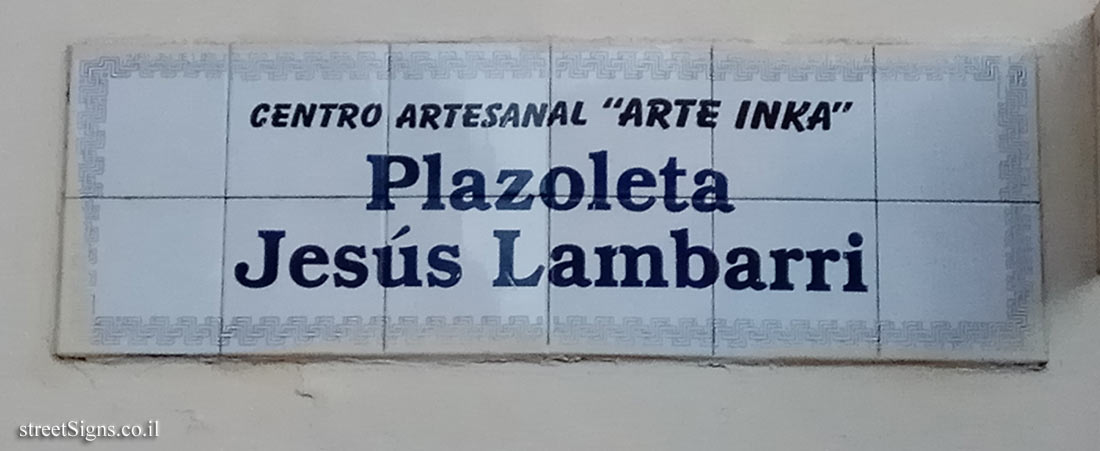 CENTRO ARTESANAL "ARTE INKA"
Plazoleta
Jesús Lambarri
streetSigns.co.il